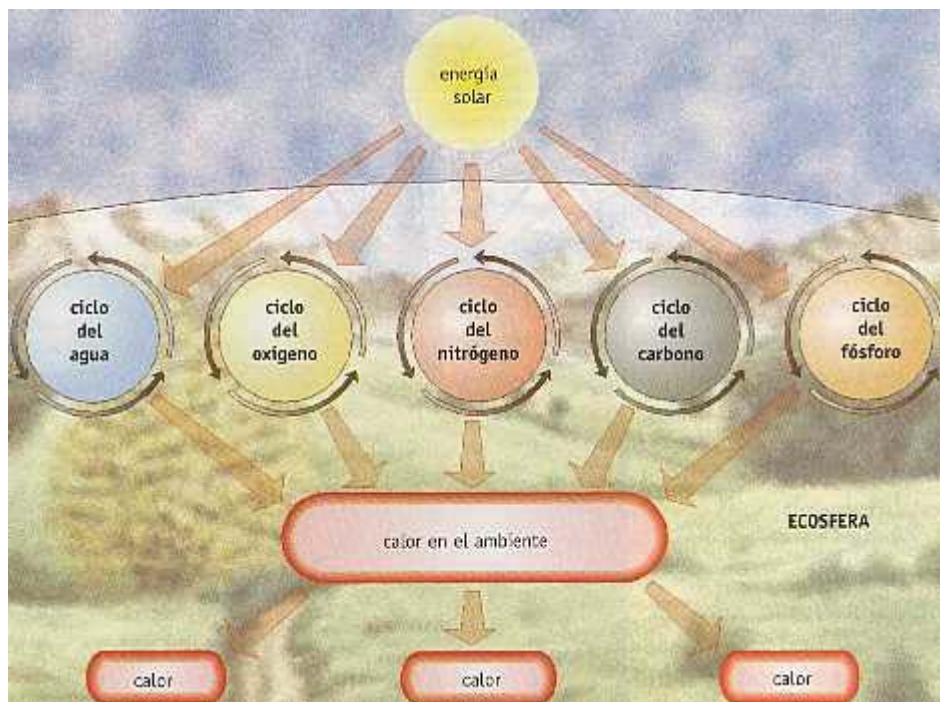 energía
solar
ciclo
del
agua
ciclo
del
oxígeno
ciclo
del
nitrógeno
ciclo
del
carbono
ciclo
del
fósforo
calor en el ambiente
ECOSFERA
calor
calor
calor